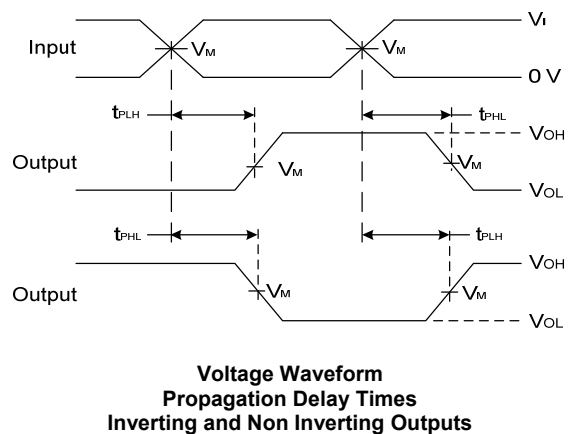 Input
VM
VM
VI
0 V
tPLH
tPHL
Output
VM
VM
VOH
VOL
tPHL
tPLH
Output
VM
VM
VOH
VOL
Voltage Waveform
Propagation Delay Times
Inverting and Non Inverting Outputs